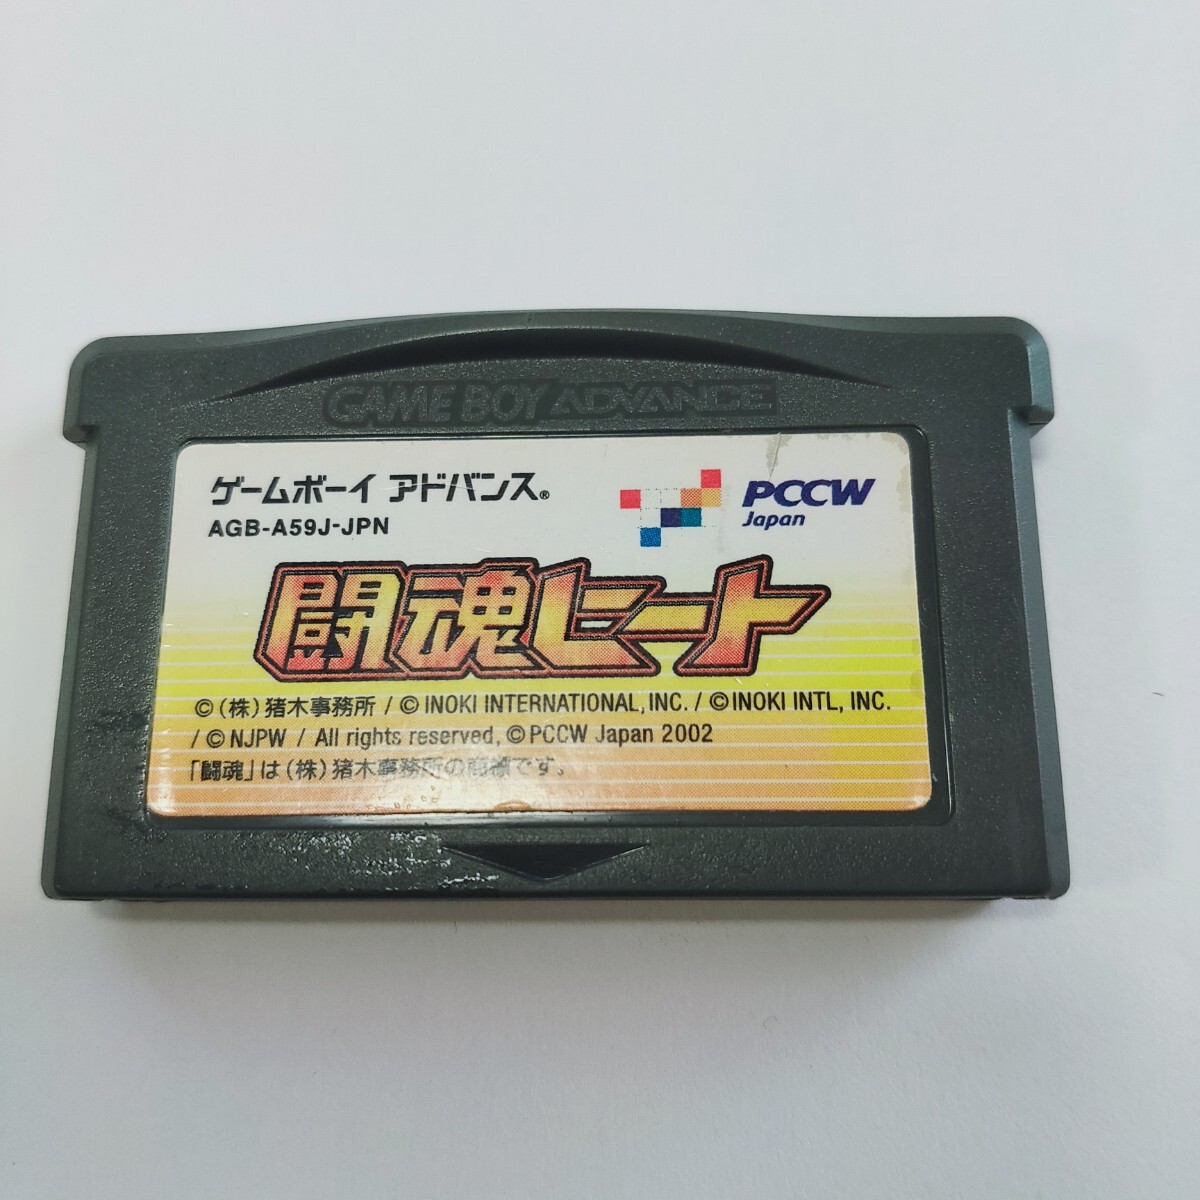 GAME BOY ADVANCE
ゲームボーイ アドバンス®
AGB-A59J-JPN
PCCW
Japan
闘魂ヒート
©(株)猪木事務所 / © INOKI INTERNATIONAL, INC. / ©INOKI INTL, INC.
/ © NJPW / All rights reserved, ©PCCW Japan 2002
「闘魂」は(株)猪木事務所の商標です。